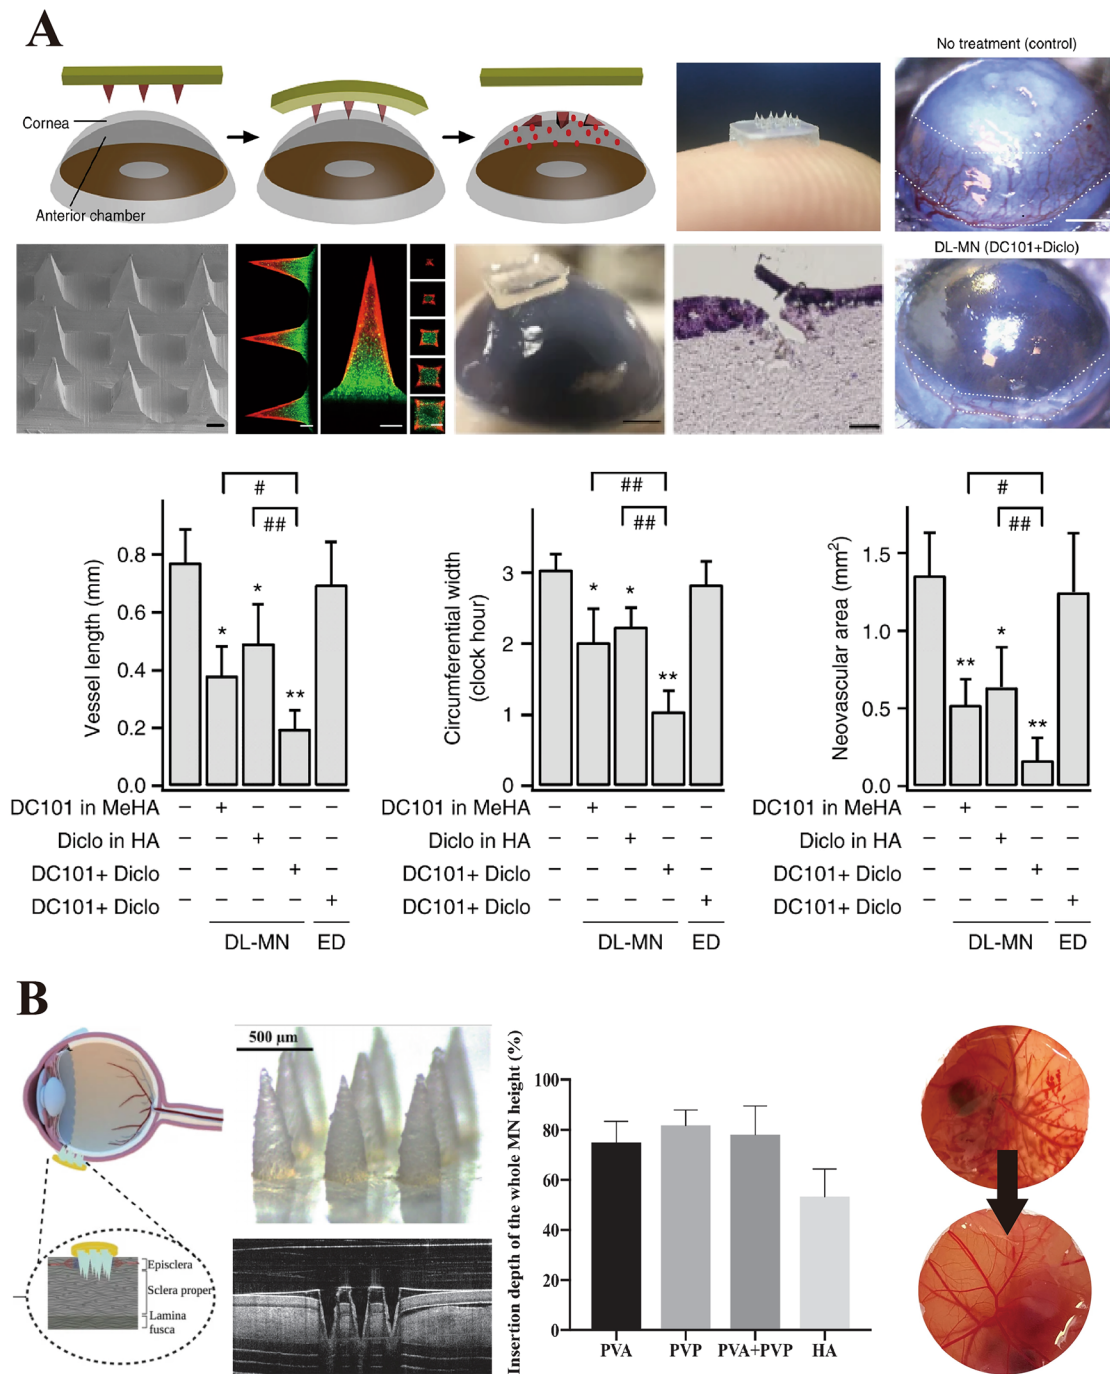 A
No treatment (control)
Cornea
Anterior chamber
DL-MN (DC101+Diclo)
#
##
Vessel length (mm)
0.8
0.6
0.4
0.2
0.0
*
*
**
DC101 in MeHA – + – – –
Diclo in HA – – + – –
DC101+ Diclo – – – + –
DC101+ Diclo – – – – +
DL-MN ED
##
##
Circumferential width
(clock hour)
3
2
1
0
*
*
**
DC101 in MeHA – + – – –
Diclo in HA – – + – –
DC101+ Diclo – – – + –
DC101+ Diclo – – – – +
DL-MN ED
#
##
Neovascular area (mm²)
1.5
1.0
0.5
0.0
**
*
**
DC101 in MeHA – + – – –
Diclo in HA – – + – –
DC101+ Diclo – – – + –
DC101+ Diclo – – – – +
DL-MN ED
B
Episclera
Sclera proper
Lamina
fusca
500 µm
Insertion depth of the whole MN height (%)
100
80
60
40
20
0
PVA PVP PVA+PVP HA